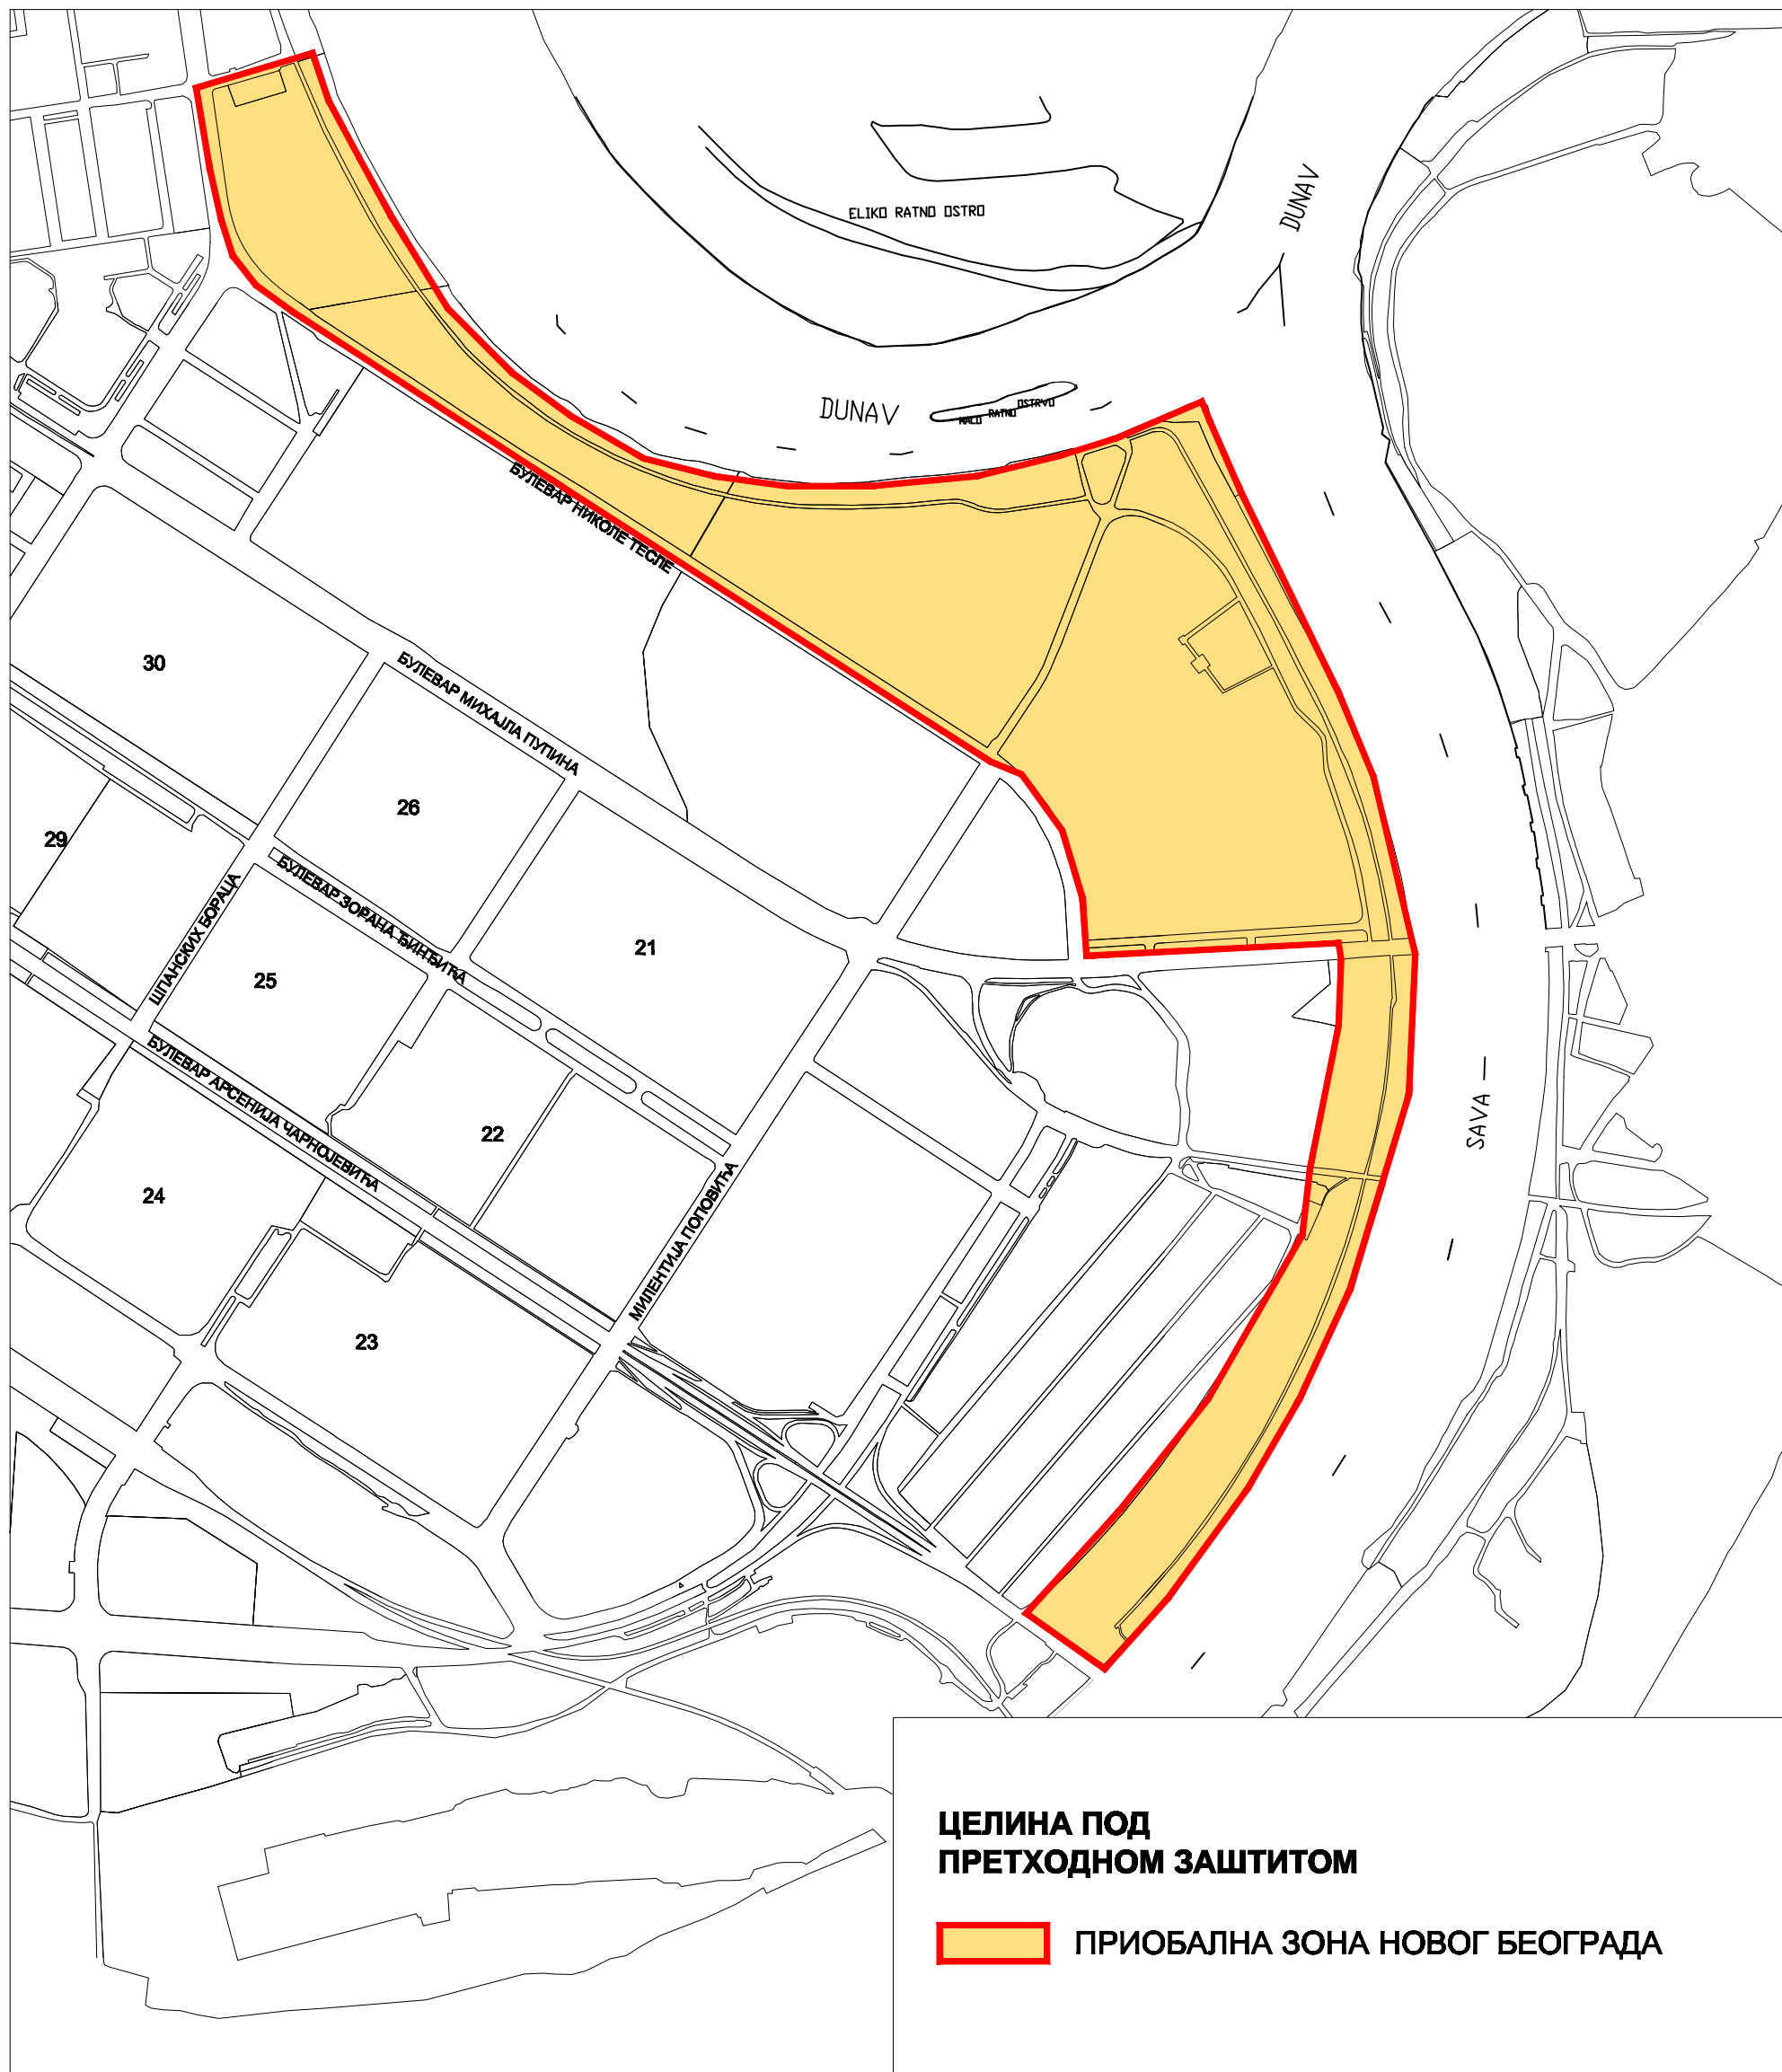 ELIKO RATNO OSTRO
DUNAV
DUNAV
MALO RATNO OSTRVO
БУЛЕВАР НИКОЛЕ ТЕСЛЕ
30
БУЛЕВАР МИХАЈЛА ПУПИНА
26
29
БУЛЕВАР ЗОРАНА ЂИНЂИЋА
ШПАНСКИХ БОРАЦА
21
25
БУЛЕВАР АРСЕНИЈА ЧАРНОЈЕВИЋА
22
SAVA
24
МИЛЕНТИЈА ПОПОВИЋА
23
ЦЕЛИНА ПОД
ПРЕТХОДНОМ ЗАШТИТОМ
ПРИОБАЛНА ЗОНА НОВОГ БЕОГРАДА